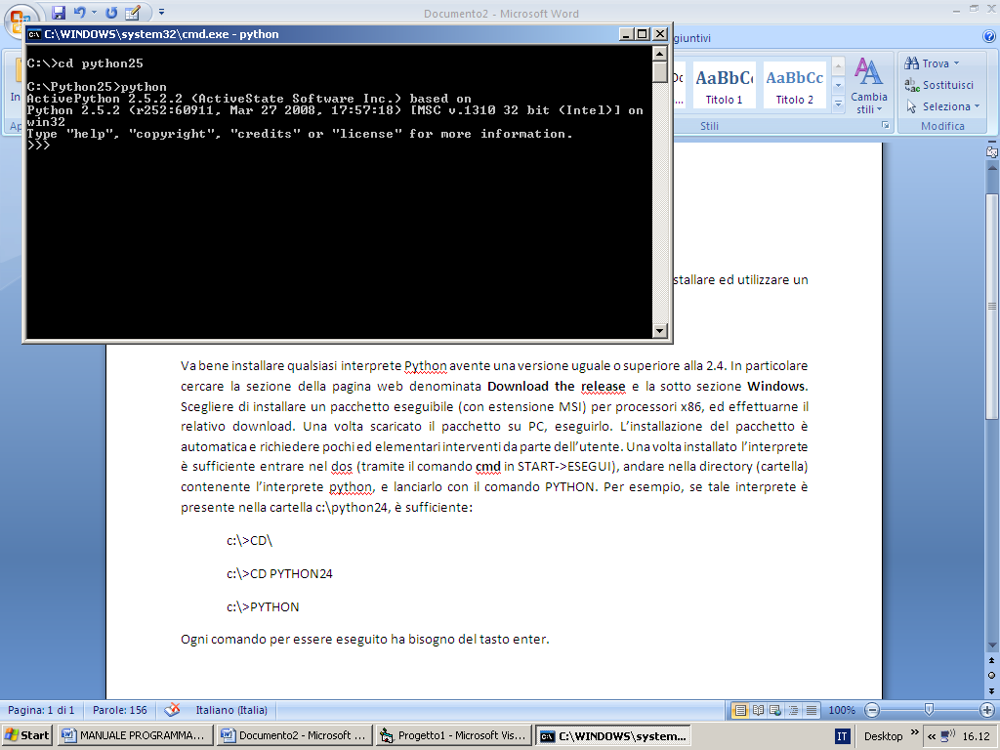 Documento2 - Microsoft Word
C:\WINDOWS\system32\cmd.exe - python
C:\>cd python25
C:\Python25>python
ActivePython 2.5.2.2 (ActiveState Software Inc.) based on
Python 2.5.2 (r252:60911, Mar 27 2008, 17:57:18) [MSC v.1310 32 bit (Intel)] on
win32
Type "help", "copyright", "credits" or "license" for more information.
>>>
giuntivi
AaBbC AaBbCc
Titolo 1 Titolo 2
Cambia
stili
Stili
Trova
Sostituisci
Seleziona
Modifica
stallare ed utilizzare un
Va bene installare qualsiasi interprete Python avente una versione uguale o superiore alla 2.4. In particolare
cercare la sezione della pagina web denominata Download the release e la sotto sezione Windows.
Scegliere di installare un pacchetto eseguibile (con estensione MSI) per processori x86, ed effettuarne il
relativo download. Una volta scaricato il pacchetto su PC, eseguirlo. L'installazione del pacchetto è
automatica e richiedere pochi ed elementari interventi da parte dell'utente. Una volta installato l'interprete
è sufficiente entrare nel dos (tramite il comando cmd in START->ESEGUI), andare nella directory (cartella)
contenente l'interprete python, e lanciarlo con il comando PYTHON. Per esempio, se tale interprete è
presente nella cartella c:\python24, è sufficiente:
c:\>CD\
c:\>CD PYTHON24
c:\>PYTHON
Ogni comando per essere eseguito ha bisogno del tasto enter.
Pagina: 1 di 1 Parole: 156 Italiano (Italia) 100%
Start MANUALE PROGRAMMA... Documento2 - Microsoft ... Progetto1 - Microsoft Vis... C:\WINDOWS\system... IT Desktop 16.12